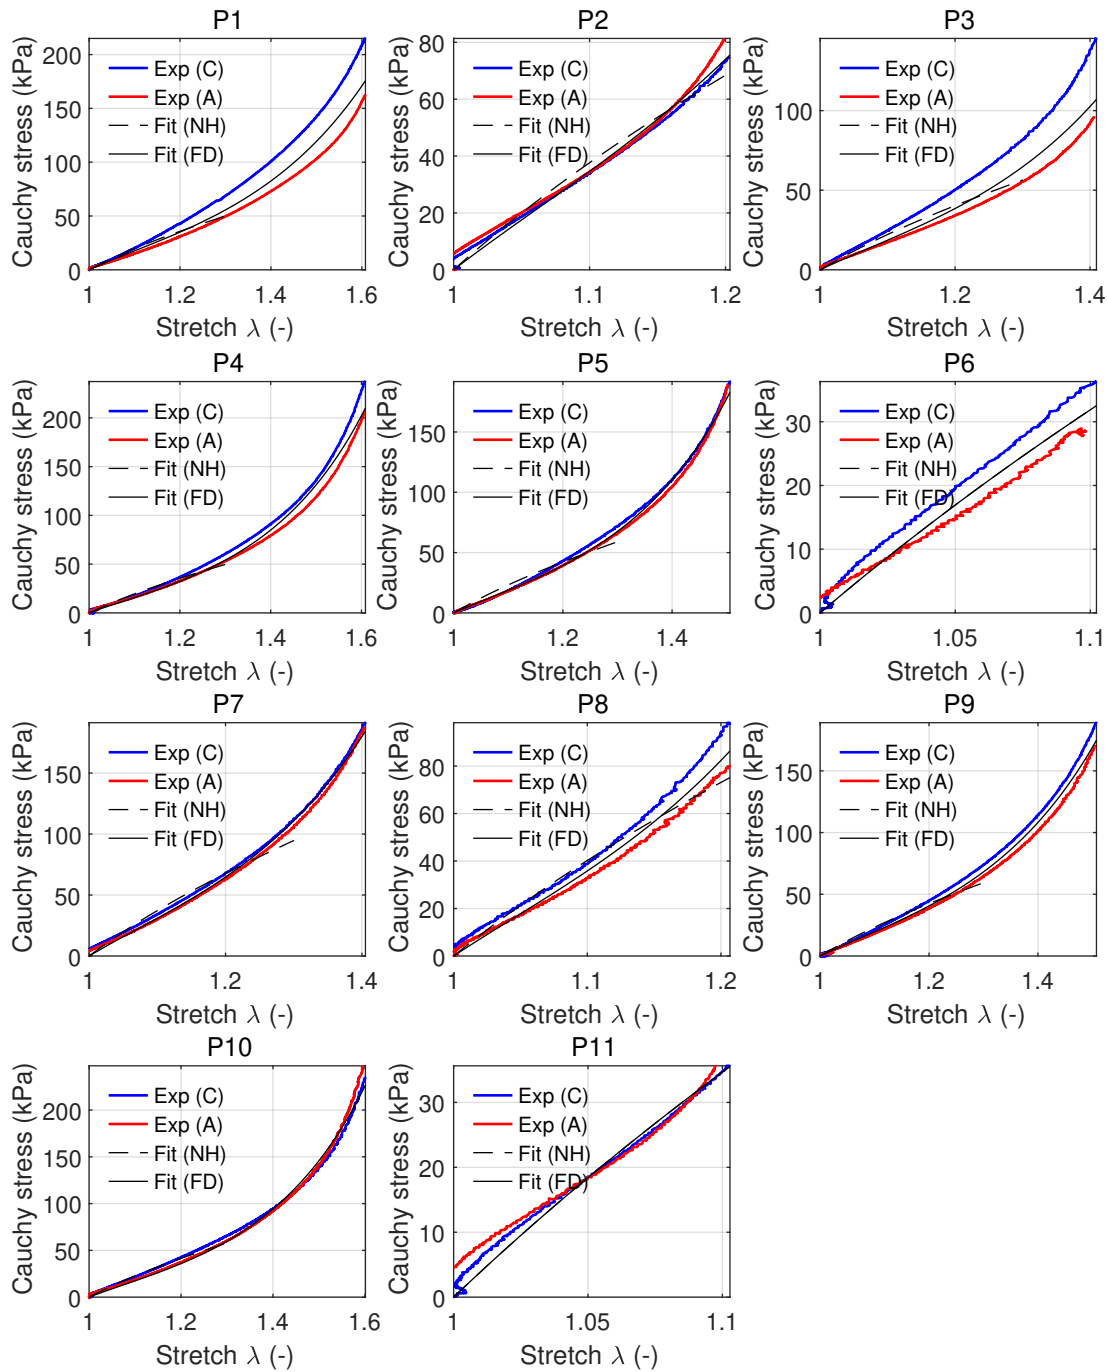 P1
Cauchy stress (kPa)
200
150
100
50
0
Exp (C)
Exp (A)
Fit (NH)
Fit (FD)
1
1.2
1.4
1.6
Stretch λ (-)
P2
Cauchy stress (kPa)
80
60
40
20
0
Exp (C)
Exp (A)
Fit (NH)
Fit (FD)
1
1.1
1.2
Stretch λ (-)
P3
Cauchy stress (kPa)
100
50
0
Exp (C)
Exp (A)
Fit (NH)
Fit (FD)
1
1.2
1.4
Stretch λ (-)
P4
Cauchy stress (kPa)
200
150
100
50
0
Exp (C)
Exp (A)
Fit (NH)
Fit (FD)
1
1.2
1.4
1.6
Stretch λ (-)
P5
Cauchy stress (kPa)
150
100
50
0
Exp (C)
Exp (A)
Fit (NH)
Fit (FD)
1
1.2
1.4
Stretch λ (-)
P6
Cauchy stress (kPa)
30
20
10
0
Exp (C)
Exp (A)
Fit (NH)
Fit (FD)
1
1.05
1.1
Stretch λ (-)
P7
Cauchy stress (kPa)
150
100
50
0
Exp (C)
Exp (A)
Fit (NH)
Fit (FD)
1
1.2
1.4
Stretch λ (-)
P8
Cauchy stress (kPa)
80
60
40
20
0
Exp (C)
Exp (A)
Fit (NH)
Fit (FD)
1
1.1
1.2
Stretch λ (-)
P9
Cauchy stress (kPa)
150
100
50
0
Exp (C)
Exp (A)
Fit (NH)
Fit (FD)
1
1.2
1.4
Stretch λ (-)
P10
Cauchy stress (kPa)
200
150
100
50
0
Exp (C)
Exp (A)
Fit (NH)
Fit (FD)
1
1.2
1.4
1.6
Stretch λ (-)
P11
Cauchy stress (kPa)
30
20
10
0
Exp (C)
Exp (A)
Fit (NH)
Fit (FD)
1
1.05
1.1
Stretch λ (-)